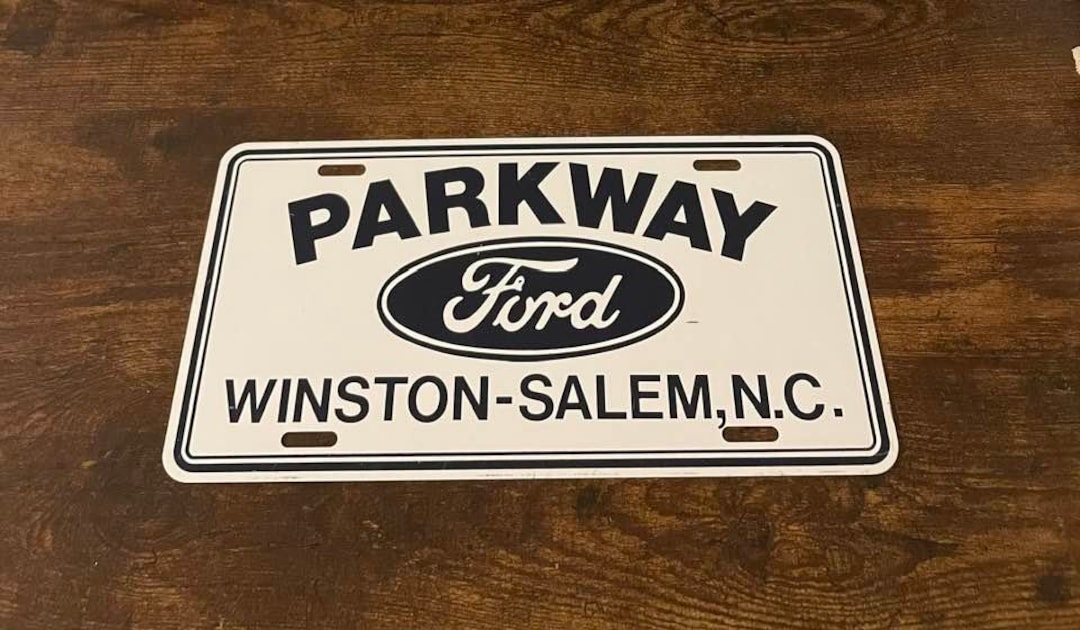 PARKWAY
Ford
WINSTON-SALEM, N.C.